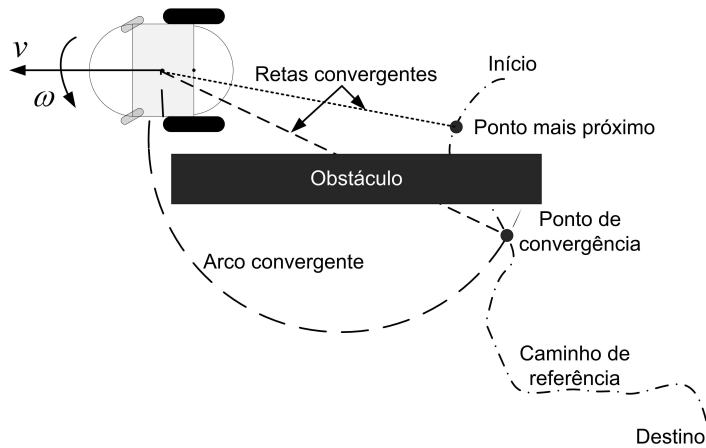 v
ω
Retas convergentes
Início
Ponto mais próximo
Obstáculo
Ponto de
convergência
Arco convergente
Caminho de
referência
Destino